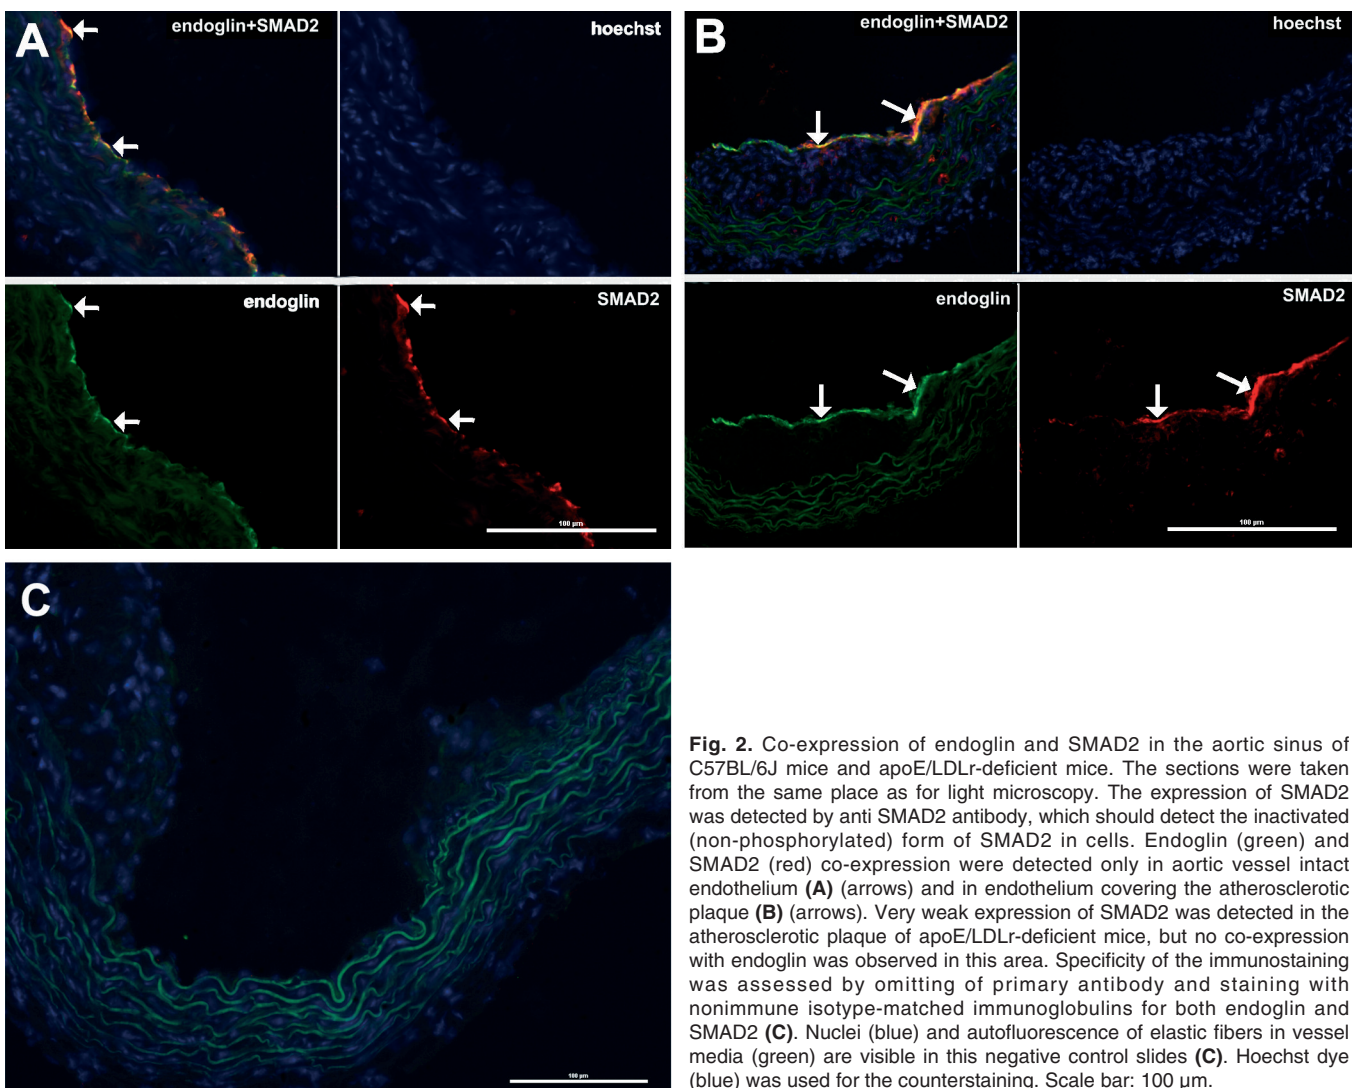 A
endoglin+SMAD2
hoechst
endoglin
SMAD2
100 µm
B
endoglin+SMAD2
hoechst
endoglin
SMAD2
100 µm
C
100 µm
Fig. 2. Co-expression of endoglin and SMAD2 in the aortic sinus of
C57BL/6J mice and apoE/LDLr-deficient mice. The sections were taken
from the same place as for light microscopy. The expression of SMAD2
was detected by anti SMAD2 antibody, which should detect the inactivated
(non-phosphorylated) form of SMAD2 in cells. Endoglin (green) and
SMAD2 (red) co-expression were detected only in aortic vessel intact
endothelium (A) (arrows) and in endothelium covering the atherosclerotic
plaque (B) (arrows). Very weak expression of SMAD2 was detected in the
atherosclerotic plaque of apoE/LDLr-deficient mice, but no co-expression
with endoglin was observed in this area. Specificity of the immunostaining
was assessed by omitting of primary antibody and staining with
nonimmune isotype-matched immunoglobulins for both endoglin and
SMAD2 (C). Nuclei (blue) and autofluorescence of elastic fibers in vessel
media (green) are visible in this negative control slides (C). Hoechst dye
(blue) was used for the counterstaining. Scale bar: 100 µm.